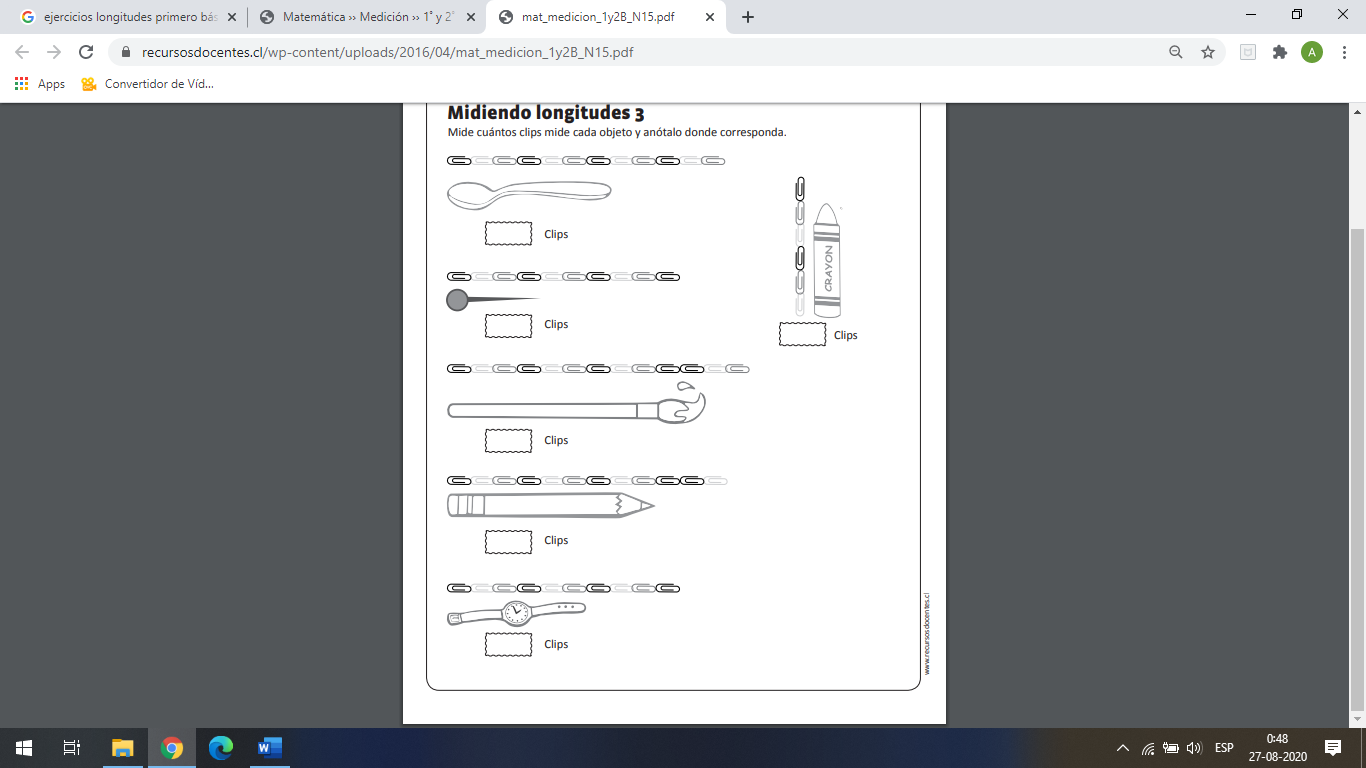 ejercicios longitudes primero bás
Matemática ›› Medición ›› 1° y 2°
mat_medicion_1y2B_N15.pdf
recursosdocentes.cl/wp-content/uploads/2016/04/mat_medicion_1y2B_N15.pdf
A
Apps
Convertidor de Víd...
Midiendo longitudes 3
Mide cuántos clips mide cada objeto y anótalo donde corresponda.
Clips
CRAYON
Clips
Clips
Clips
Clips
Clips
www.recursosdocentes.cl
ESP
0:48
27-08-2020